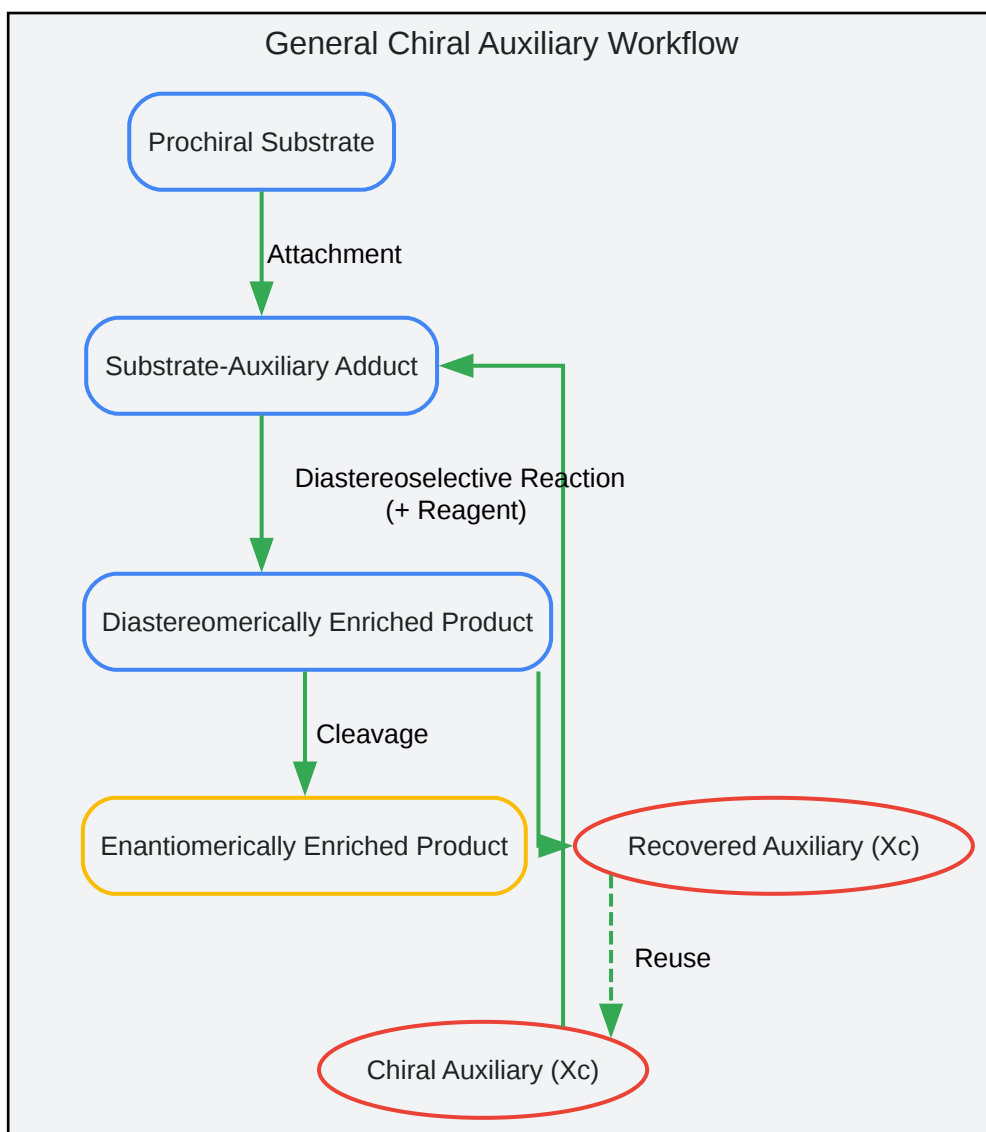 General Chiral Auxiliary Workflow
Prochiral Substrate
Attachment
Substrate-Auxiliary Adduct
Diastereoselective Reaction
(+ Reagent)
Diastereomerically Enriched Product
Cleavage
Enantiomerically Enriched Product
Recovered Auxiliary (Xc)
Reuse
Chiral Auxiliary (Xc)